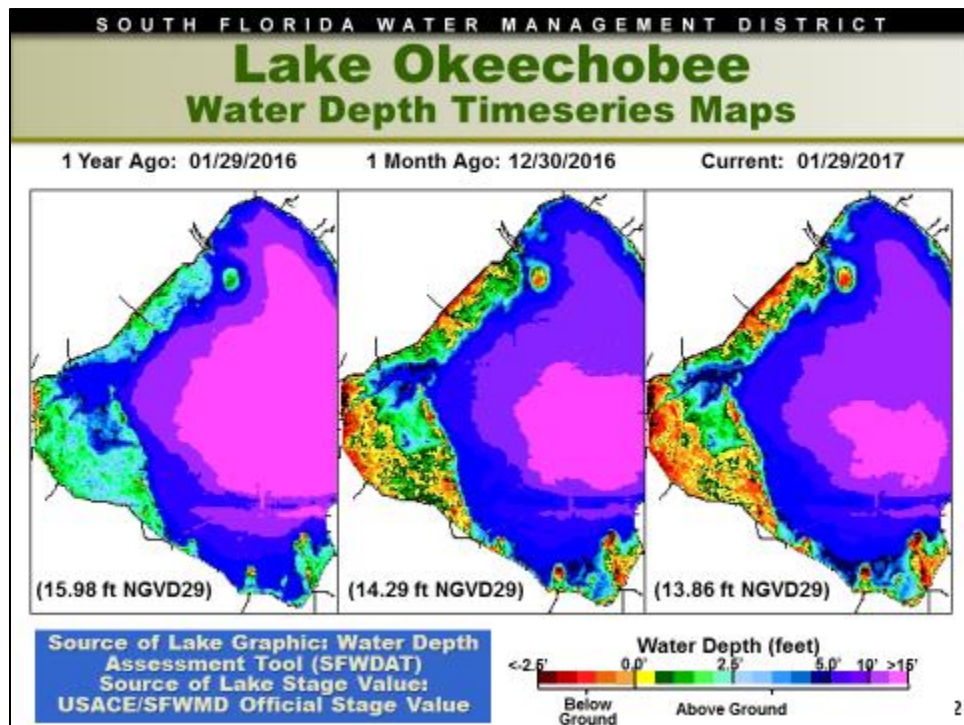 SOUTH FLORIDA WATER MANAGEMENT DISTRICT
Lake Okeechobee
Water Depth Timeseries Maps
1 Year Ago: 01/29/2016
1 Month Ago: 12/30/2016
Current: 01/29/2017
(15.98 ft NGVD29)
(14.29 ft NGVD29)
(13.86 ft NGVD29)
Source of Lake Graphic: Water Depth
Assessment Tool (SFWDAT)
Source of Lake Stage Value:
USACE/SFWMD Official Stage Value
Water Depth (feet)
<-2.5' 0.0' 2.5' 5.0' 10' >15'
Below
Ground
Above Ground
2